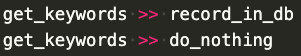 get_keywords >> record_in_db
get_keywords >> do_nothing